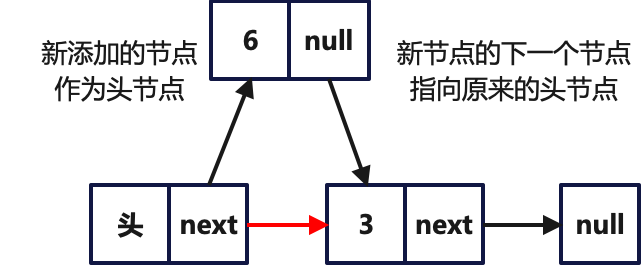 新添加的节点
作为头节点
6 null
新节点的下一个节点
指向原来的头节点
头 next
3 next
null